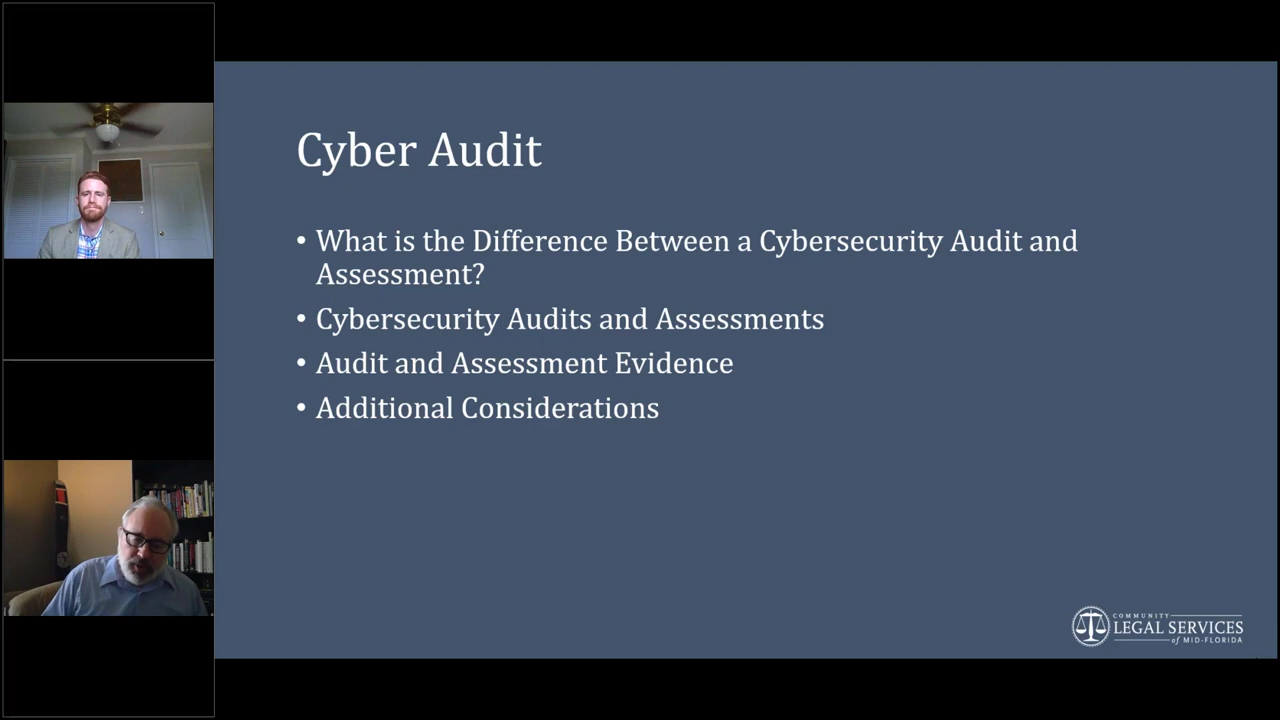 Cyber Audit
• What is the Difference Between a Cybersecurity Audit and
Assessment?
• Cybersecurity Audits and Assessments
• Audit and Assessment Evidence
• Additional Considerations
COMMUNITY
LEGAL SERVICES
of MID-FLORIDA